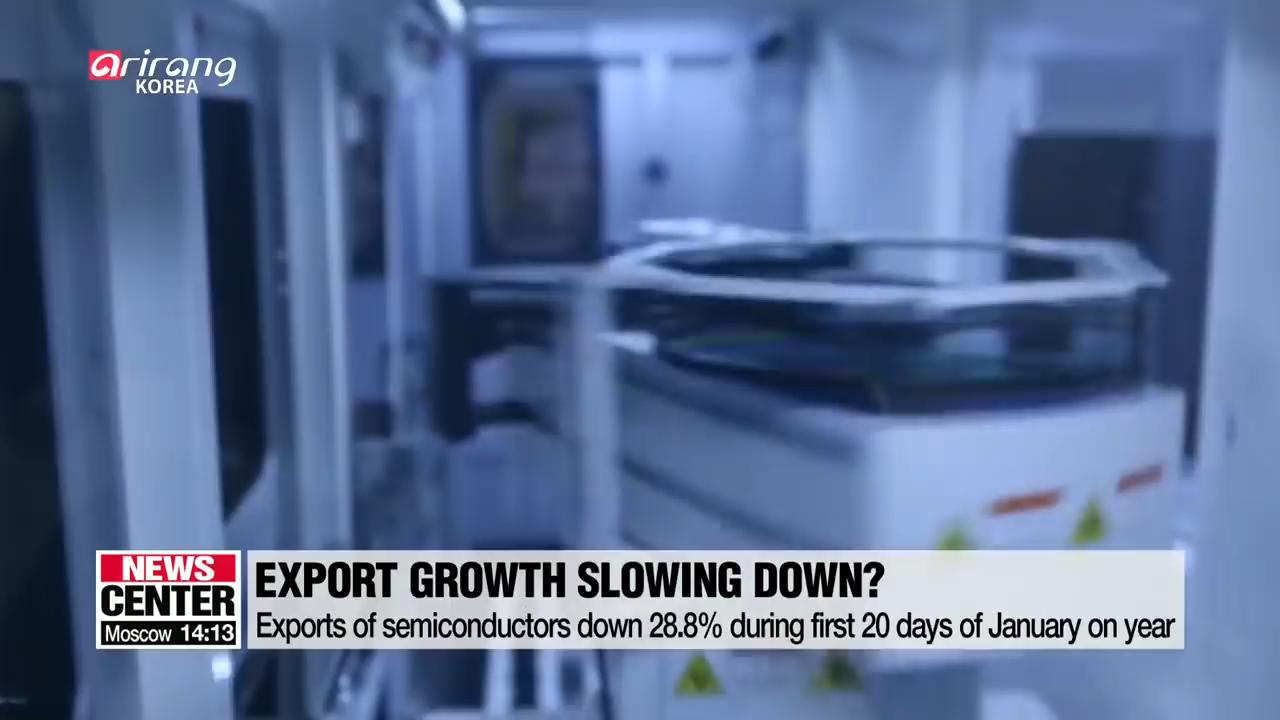 arirang
KOREA
NEWS
CENTER
Moscow 14:13
EXPORT GROWTH SLOWING DOWN?
Exports of semiconductors down 28.8% during first 20 days of January on year